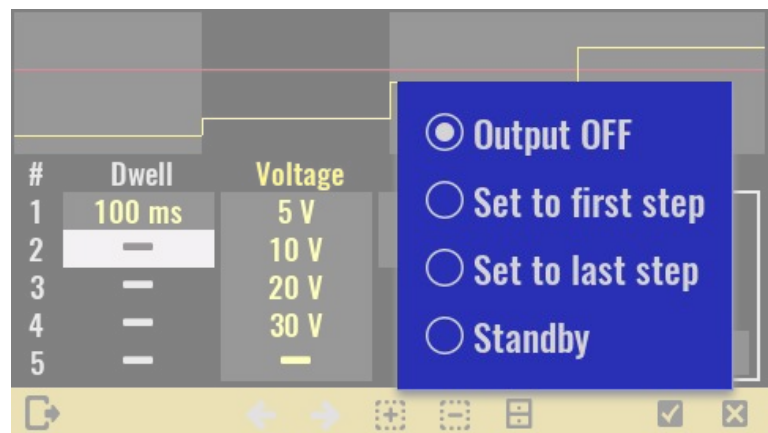 # Dwell Voltage
1 100 ms 5 V
2 — 10 V
3 — 20 V
4 — 30 V
5 — —
Output OFF
Set to first step
Set to last step
Standby